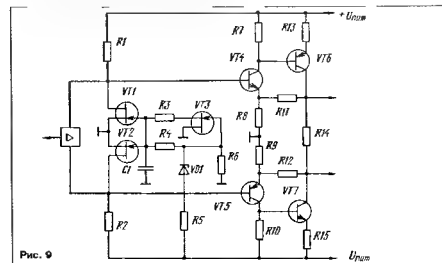 R7 R13 +Uпит
R1 VT4 VT6
VT1
R3 VT3 R11
VT2 R4 R8 R14
R6 R9
C1 VD1 R12
R2 VT5 VT7
R5 R10 R15
Рис. 9 Uпит